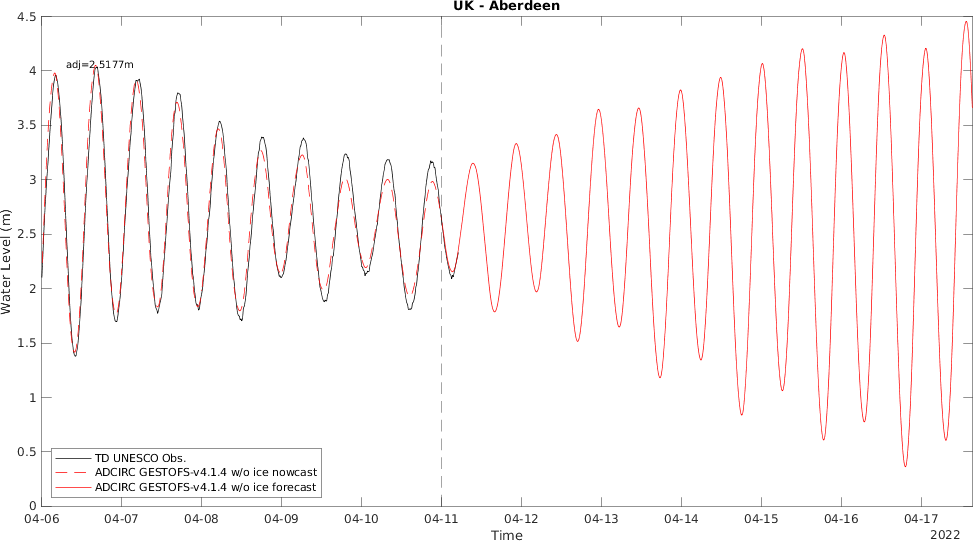 UK - Aberdeen
4.5
4
3.5
3
2.5
2
1.5
1
0.5
0
Water Level (m)
adj=2.5177m
TD UNESCO Obs.
ADCIRC GESTOFS-v4.1.4 w/o ice nowcast
ADCIRC GESTOFS-v4.1.4 w/o ice forecast
04-06 04-07 04-08 04-09 04-10 04-11 04-12 04-13 04-14 04-15 04-16 04-17
Time
2022